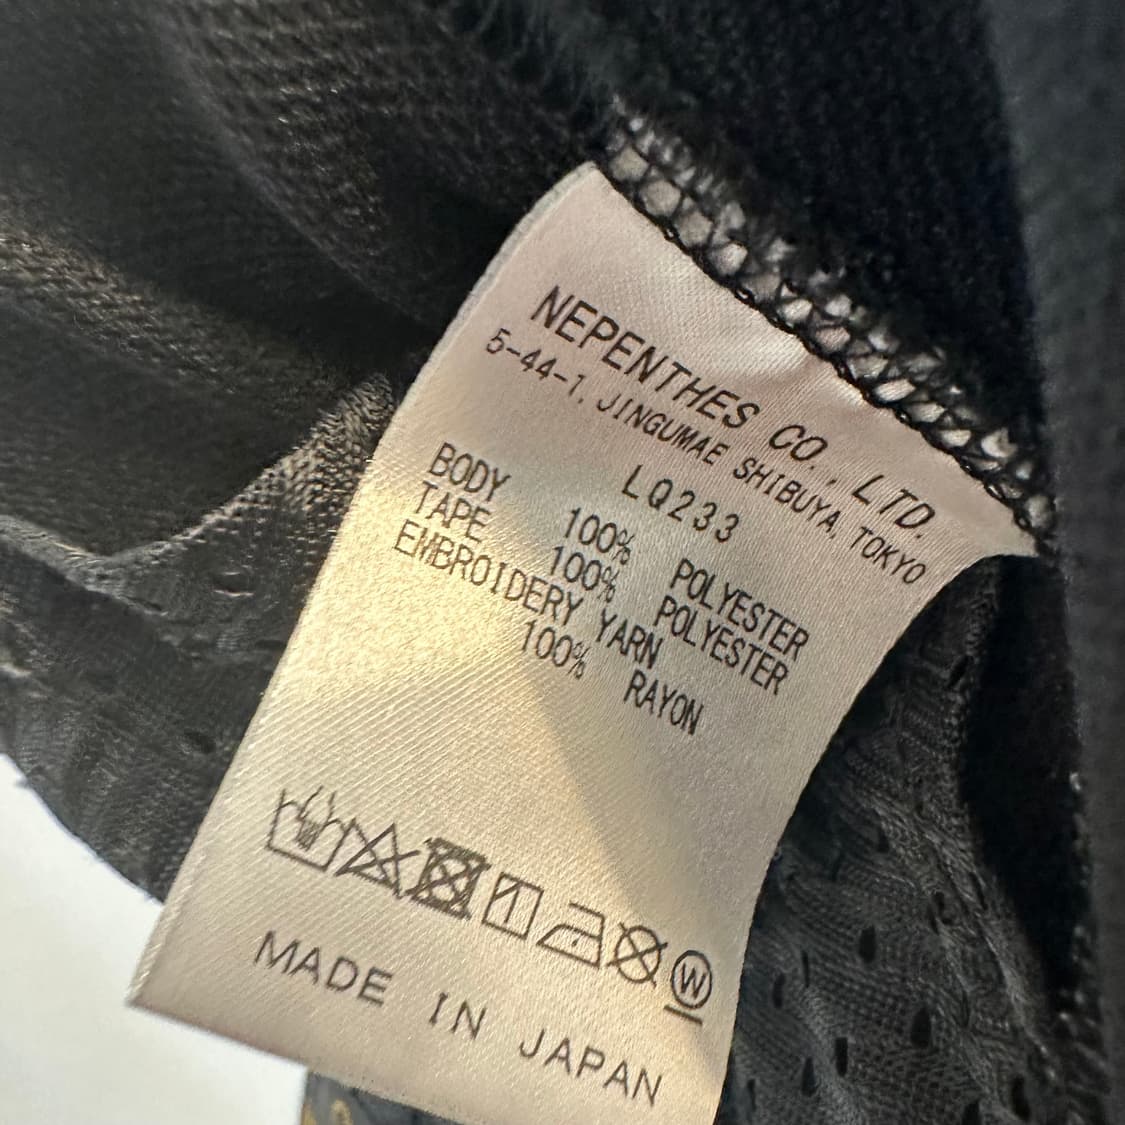 NEPENTHES CO., LTD.
5-44-1, JINGUMAE SHIBUYA, TOKYO
LQ233
BODY 100% POLYESTER
TAPE 100% POLYESTER
EMBROIDERY YARN
100% RAYON
W
MADE IN JAPAN